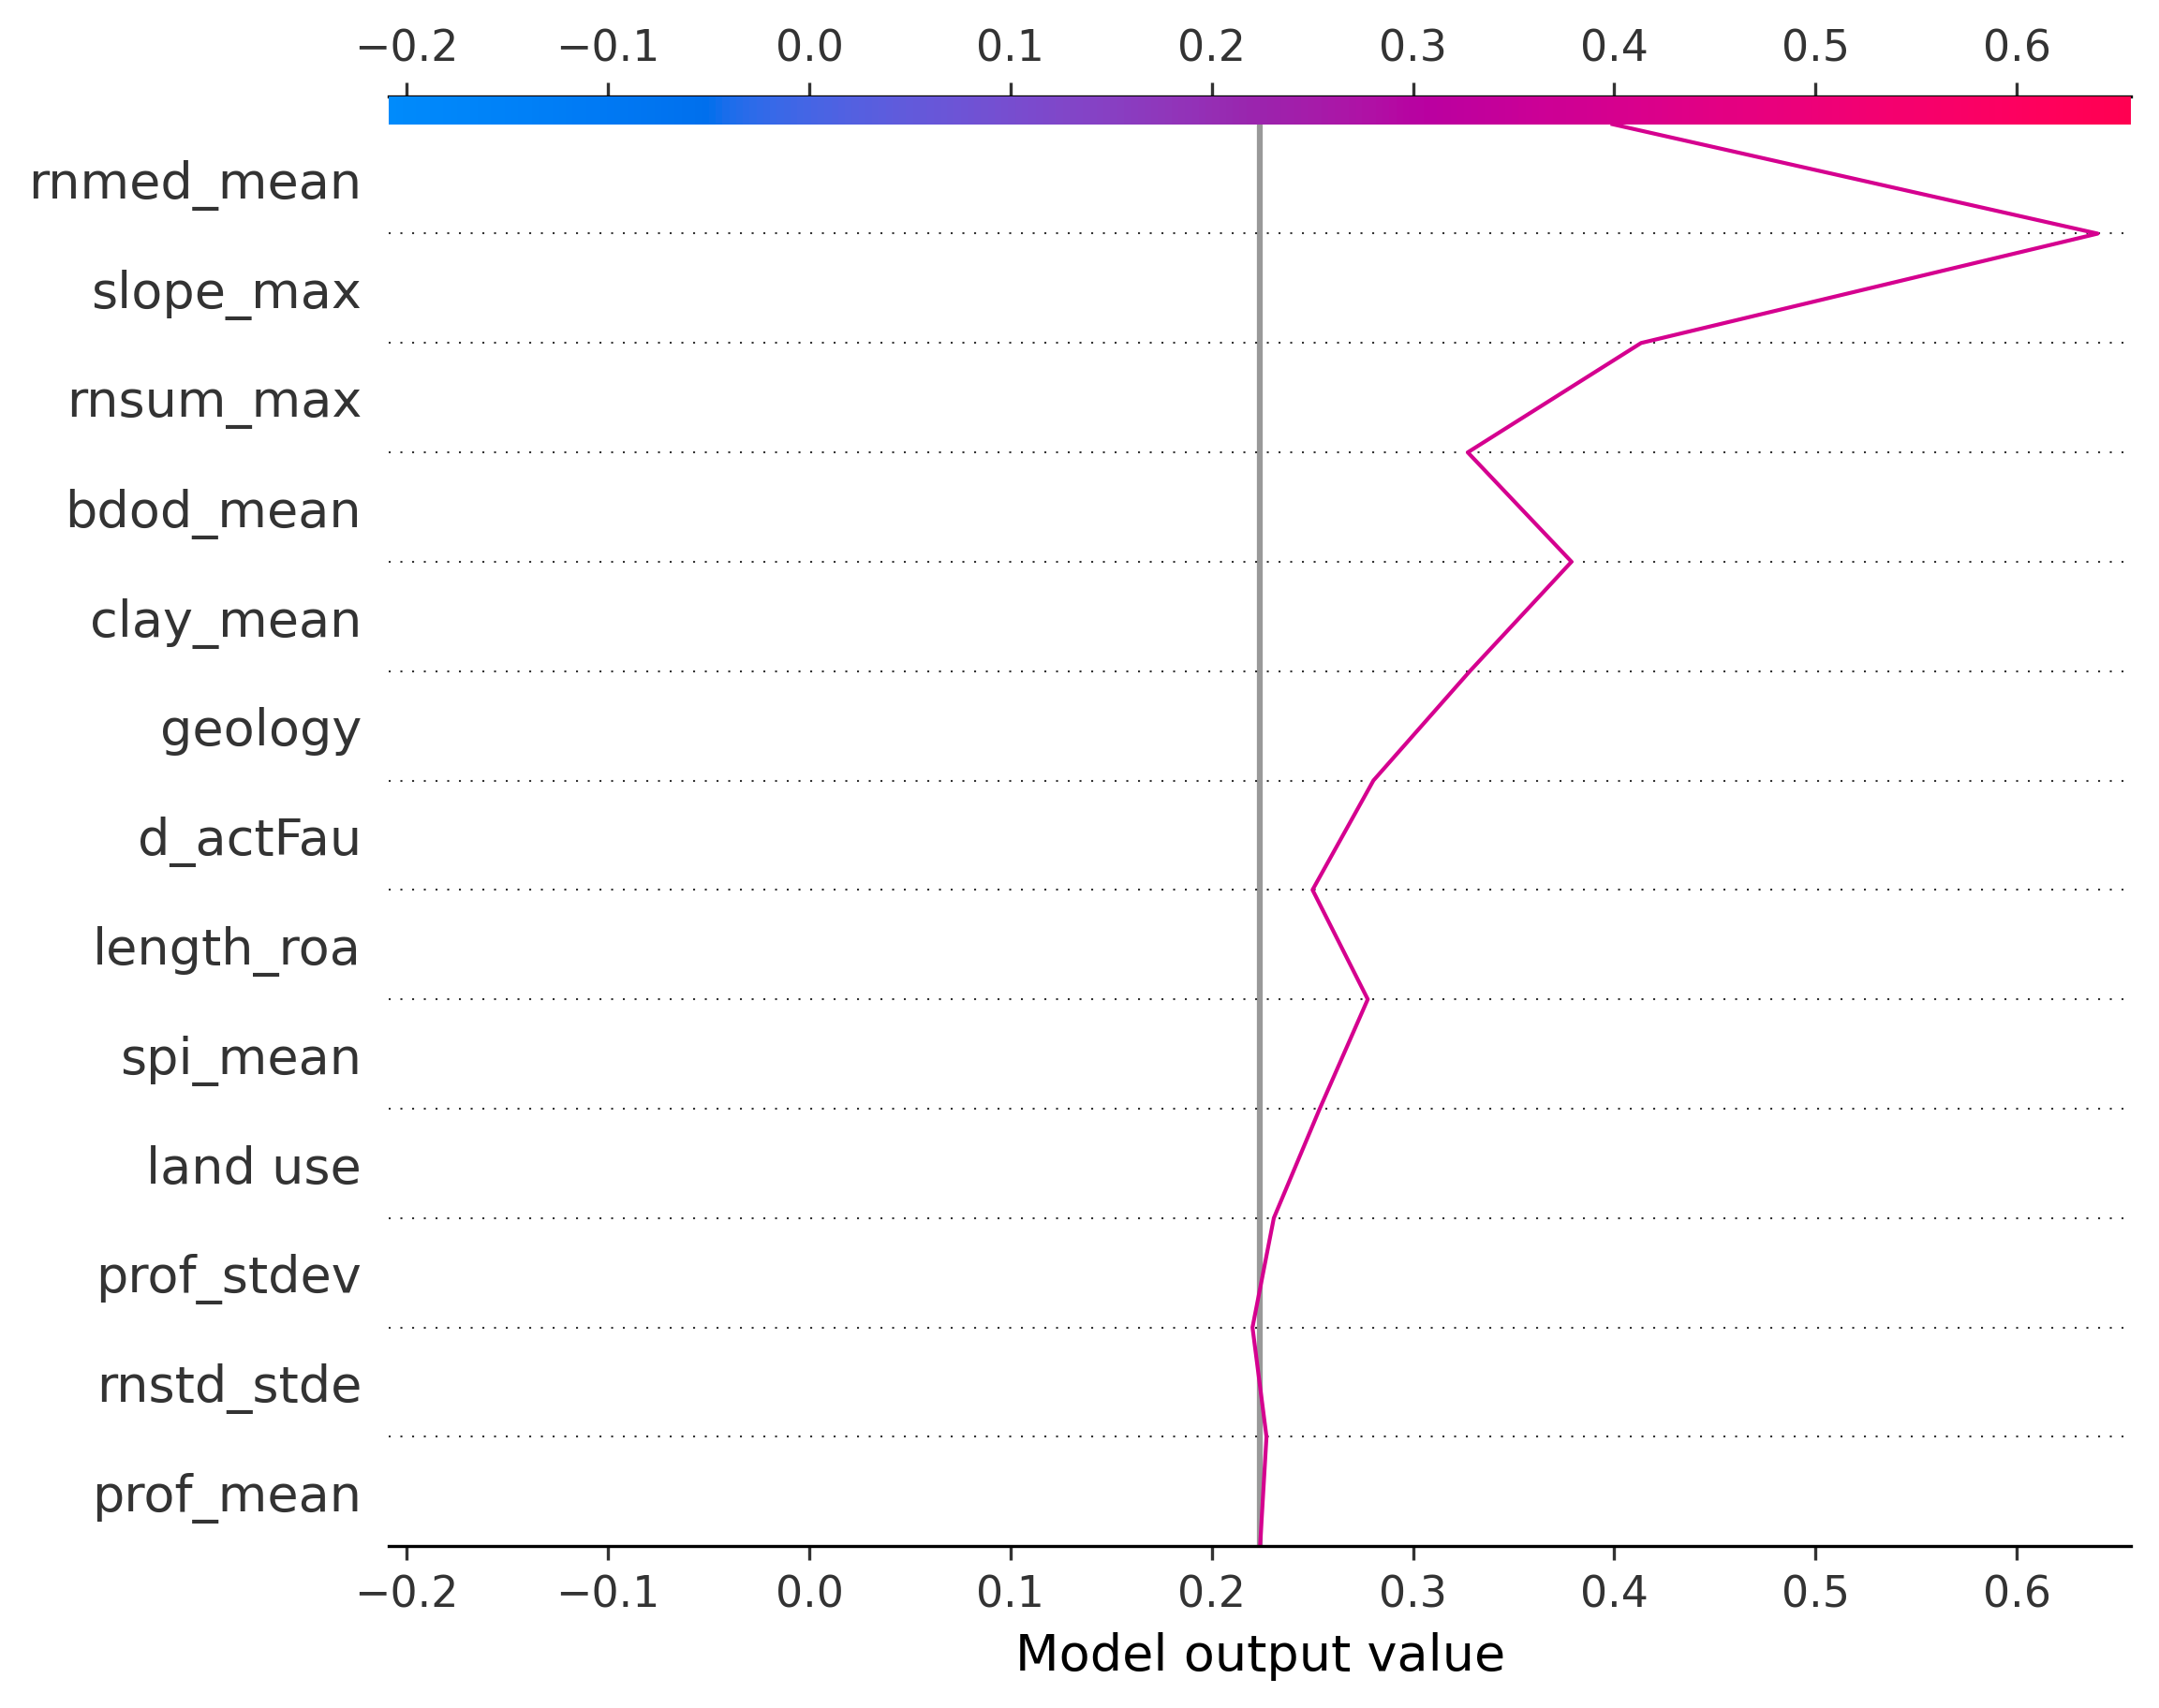 −0.2 −0.1 0.0 0.1 0.2 0.3 0.4 0.5 0.6
rnmed_mean
slope_max
rnsum_max
bdod_mean
clay_mean
geology
d_actFau
length_roa
spi_mean
land use
prof_stdev
rnstd_stde
prof_mean
−0.2 −0.1 0.0 0.1 0.2 0.3 0.4 0.5 0.6
Model output value